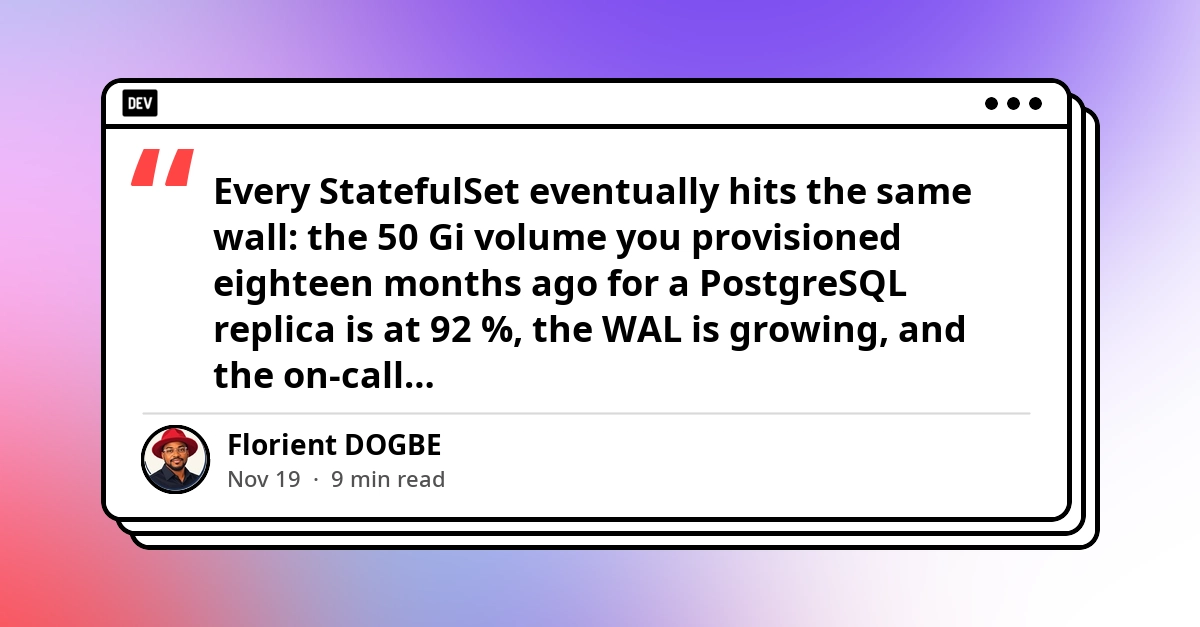 DEV
“
Every StatefulSet eventually hits the same
wall: the 50 Gi volume you provisioned
eighteen months ago for a PostgreSQL
replica is at 92 %, the WAL is growing, and
the on-call...
Florient DOGBE
Nov 19 · 9 min read